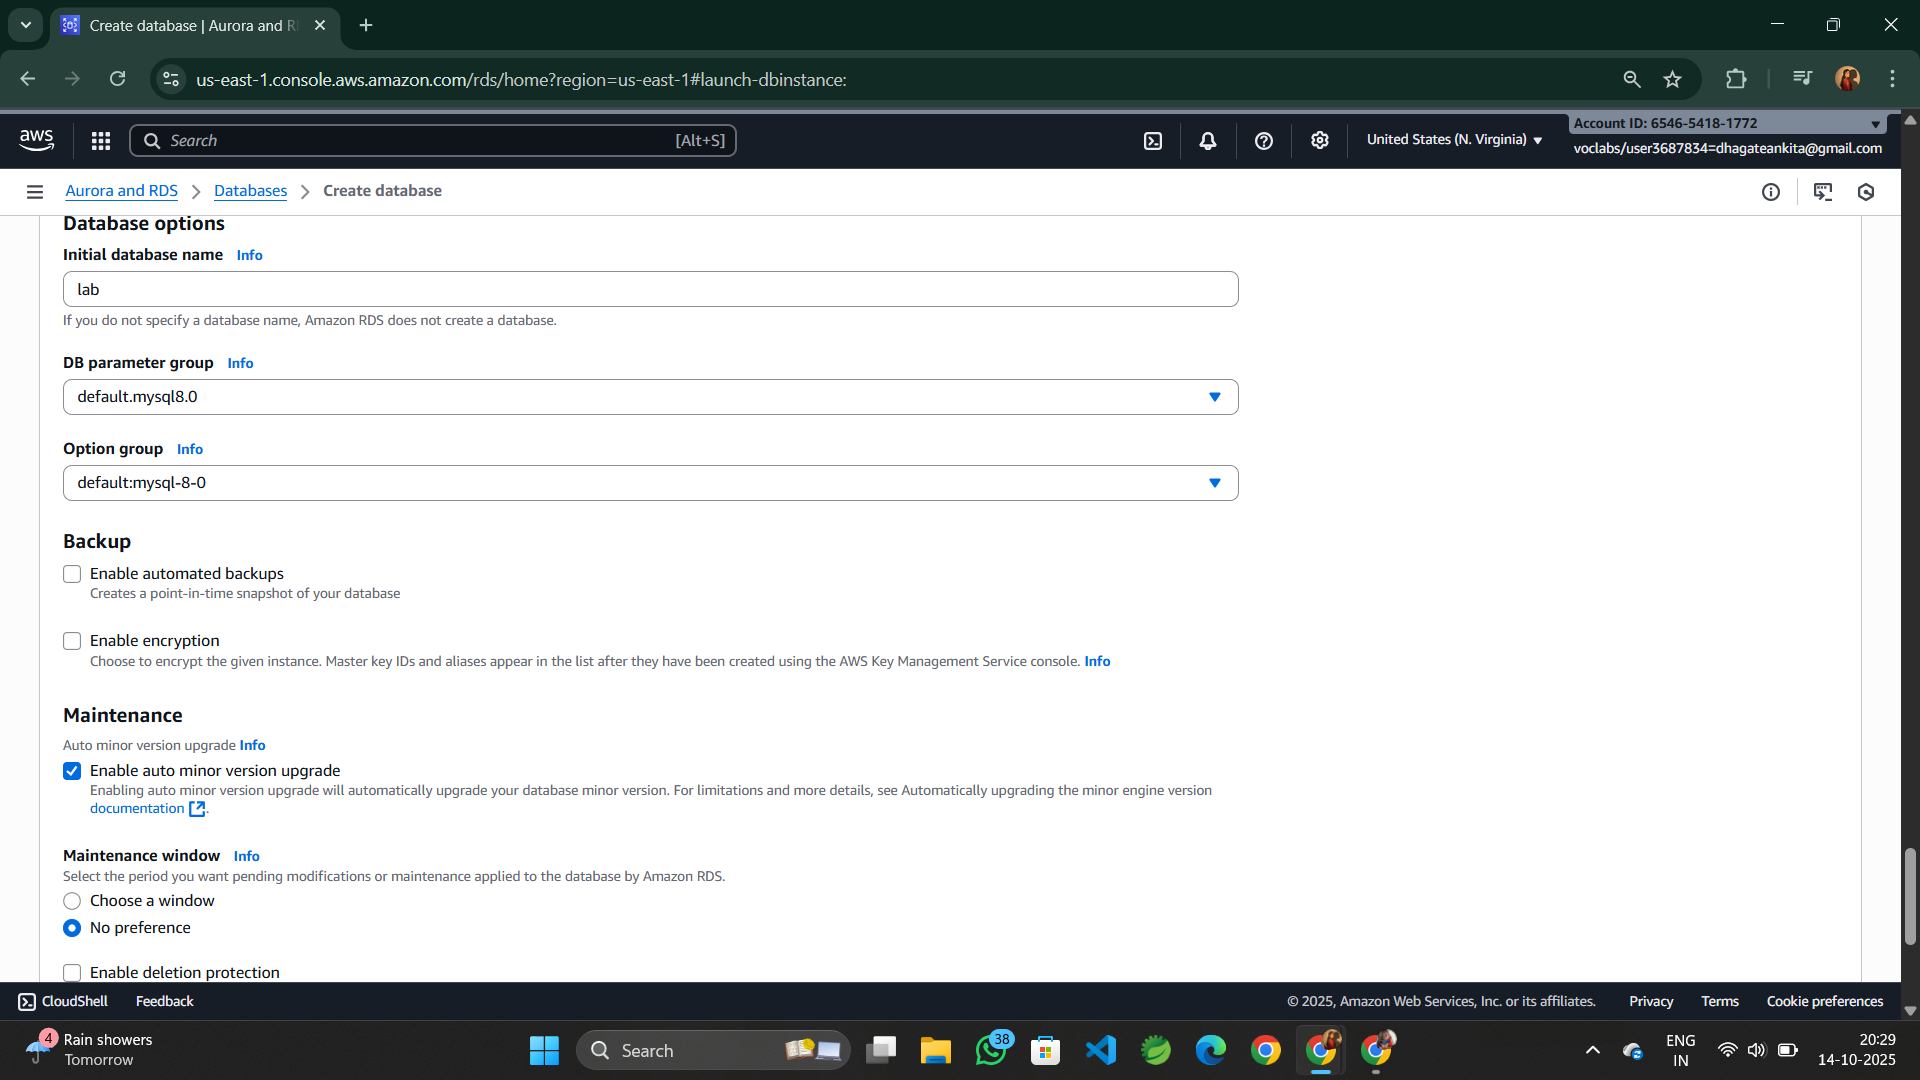 Create database | Aurora and R
us-east-1.console.aws.amazon.com/rds/home?region=us-east-1#launch-dbinstance:
aws
Search
[Alt+S]
United States (N. Virginia)
Account ID: 6546-5418-1772
voclabs/user3687834=dhagateankita@gmail.com
Aurora and RDS
Databases
Create database
Database options
Initial database name Info
lab
If you do not specify a database name, Amazon RDS does not create a database.
DB parameter group Info
default.mysql8.0
Option group Info
default:mysql-8-0
Backup
Enable automated backups
Creates a point-in-time snapshot of your database
Enable encryption
Choose to encrypt the given instance. Master key IDs and aliases appear in the list after they have been created using the AWS Key Management Service console. Info
Maintenance
Auto minor version upgrade Info
Enable auto minor version upgrade
Enabling auto minor version upgrade will automatically upgrade your database minor version. For limitations and more details, see Automatically upgrading the minor engine version
documentation .
Maintenance window Info
Select the period you want pending modifications or maintenance applied to the database by Amazon RDS.
Choose a window
No preference
Enable deletion protection
CloudShell
Feedback
© 2025, Amazon Web Services, Inc. or its affiliates.
Privacy
Terms
Cookie preferences
4
Rain showers
Tomorrow
Search
38
ENG
IN
20:29
14-10-2025